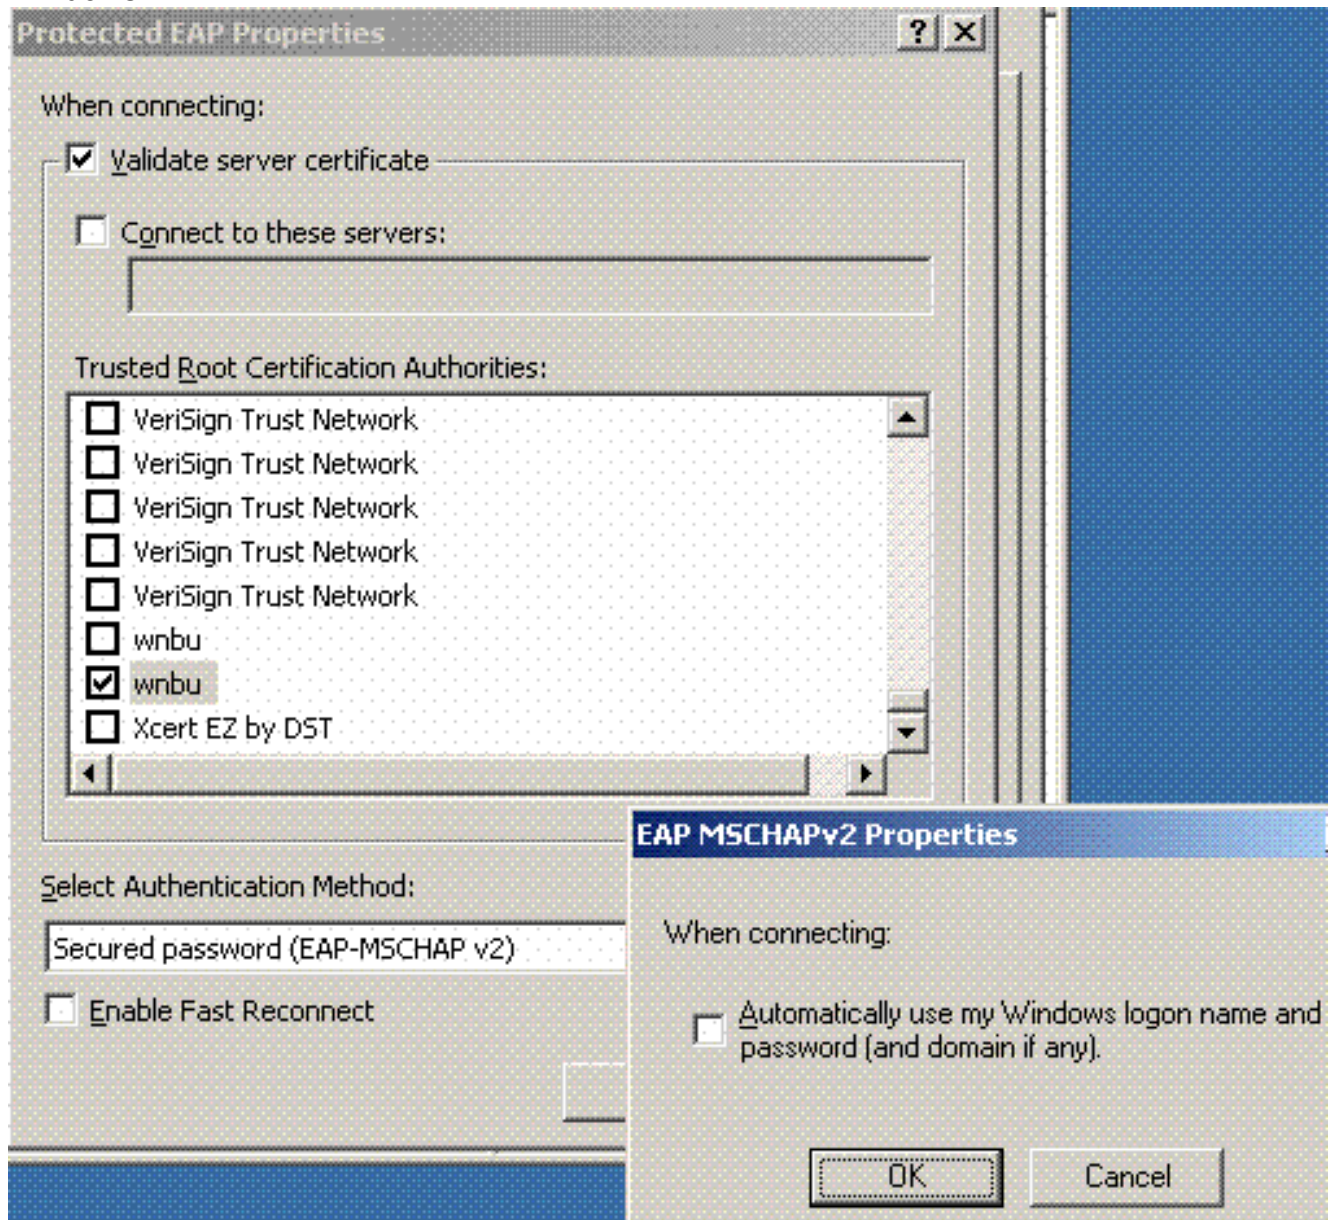 Protected EAP Properties
When connecting:
Validate server certificate
Connect to these servers:
Trusted Root Certification Authorities:
VeriSign Trust Network
VeriSign Trust Network
VeriSign Trust Network
VeriSign Trust Network
VeriSign Trust Network
wnbu
wnbu
Xcert EZ by DST
Select Authentication Method:
Secured password (EAP-MSCHAP v2)
Enable Fast Reconnect
EAP MSCHAPv2 Properties
When connecting:
Automatically use my Windows logon name and
password (and domain if any).
OK
Cancel